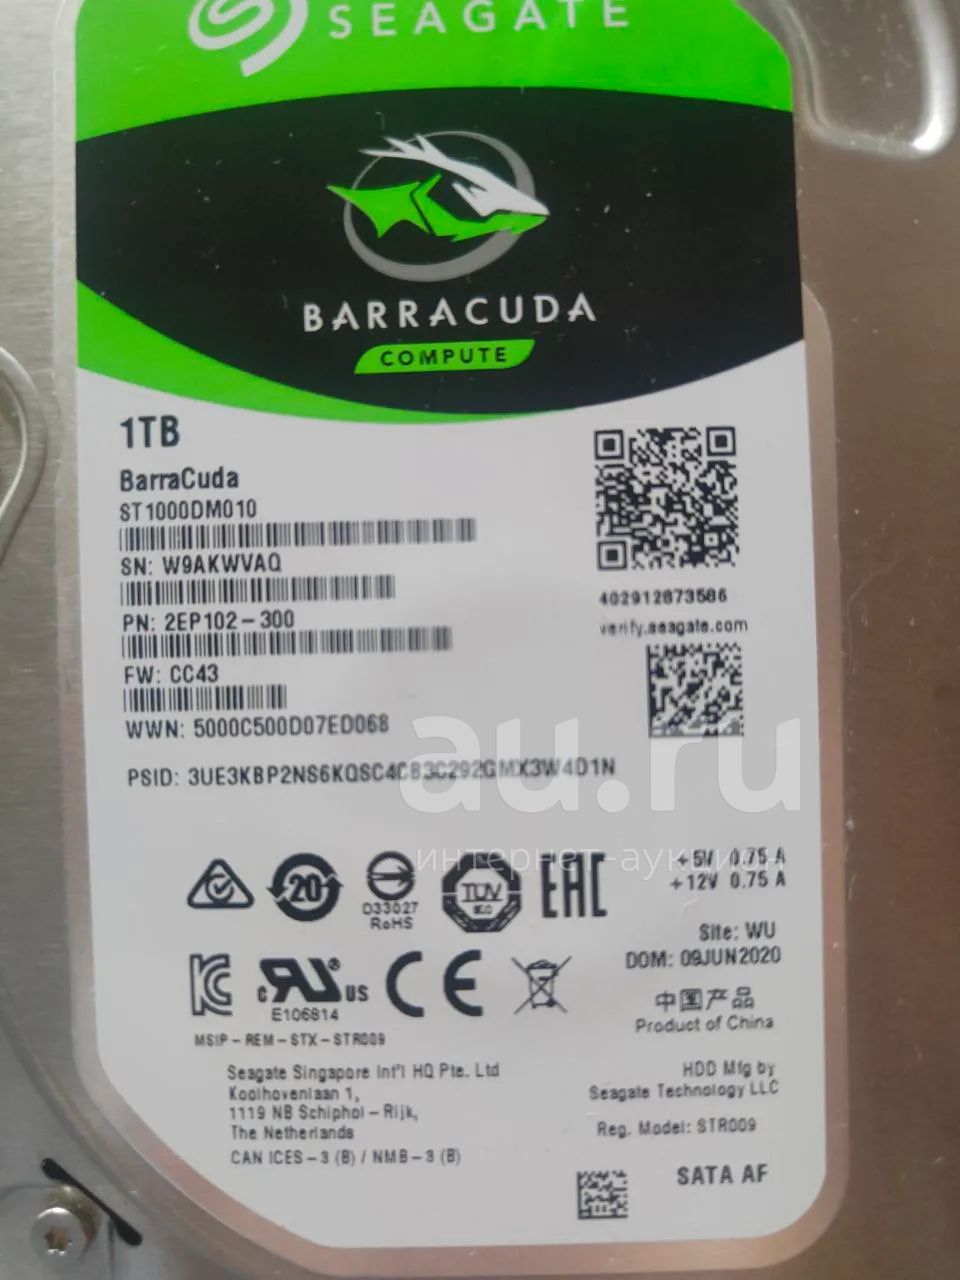 SEAGATE
BARRACUDA
COMPUTE
1TB
BarraCuda
ST1000DM010
SN: W9AKWVAQ
PN: 2EP102-300
FW: CC43
WWN: 5000C500D07ED068
PSID: 3UE3KBP2NS6KQSC4CB3C292GMX3W4D1N
402912873586
verify.seagate.com
au.ru
интернет-аукцион
20
D33027
RoHS
TÜV
EAC
+5V 0.75 A
+12V 0.75 A
Site: WU
DOM: 09JUN2020
中国产品
Product of China
c RU US
E106814
CE
MSIP-REM-STX-STR009
Seagate Singapore Int'l HQ Pte. Ltd
Koolhovenlaan 1,
1119 NB Schiphol-Rijk,
The Netherlands
CAN ICES-3 (B) / NMB-3 (B)
HDD Mfg by
Seagate Technology LLC
Reg. Model: STR009
SATA AF